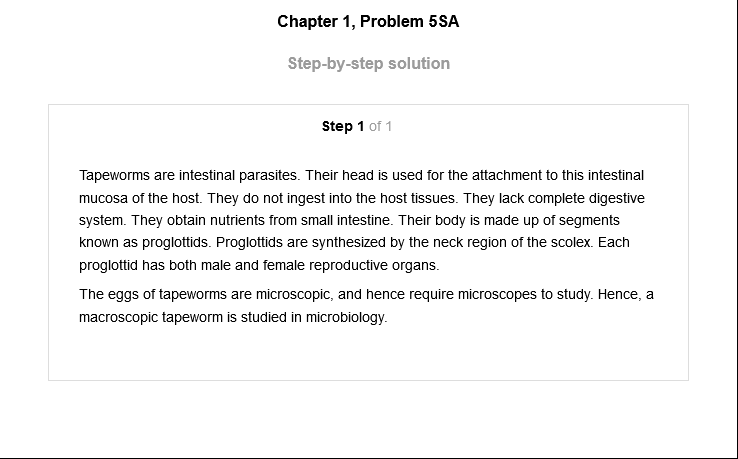 Chapter 1, Problem 5SA
Step-by-step solution
Step 1 of 1
Tapeworms are intestinal parasites. Their head is used for the attachment to this intestinal
mucosa of the host. They do not ingest into the host tissues. They lack complete digestive
system. They obtain nutrients from small intestine. Their body is made up of segments
known as proglottids. Proglottids are synthesized by the neck region of the scolex. Each
proglottid has both male and female reproductive organs.
The eggs of tapeworms are microscopic, and hence require microscopes to study. Hence, a
macroscopic tapeworm is studied in microbiology.